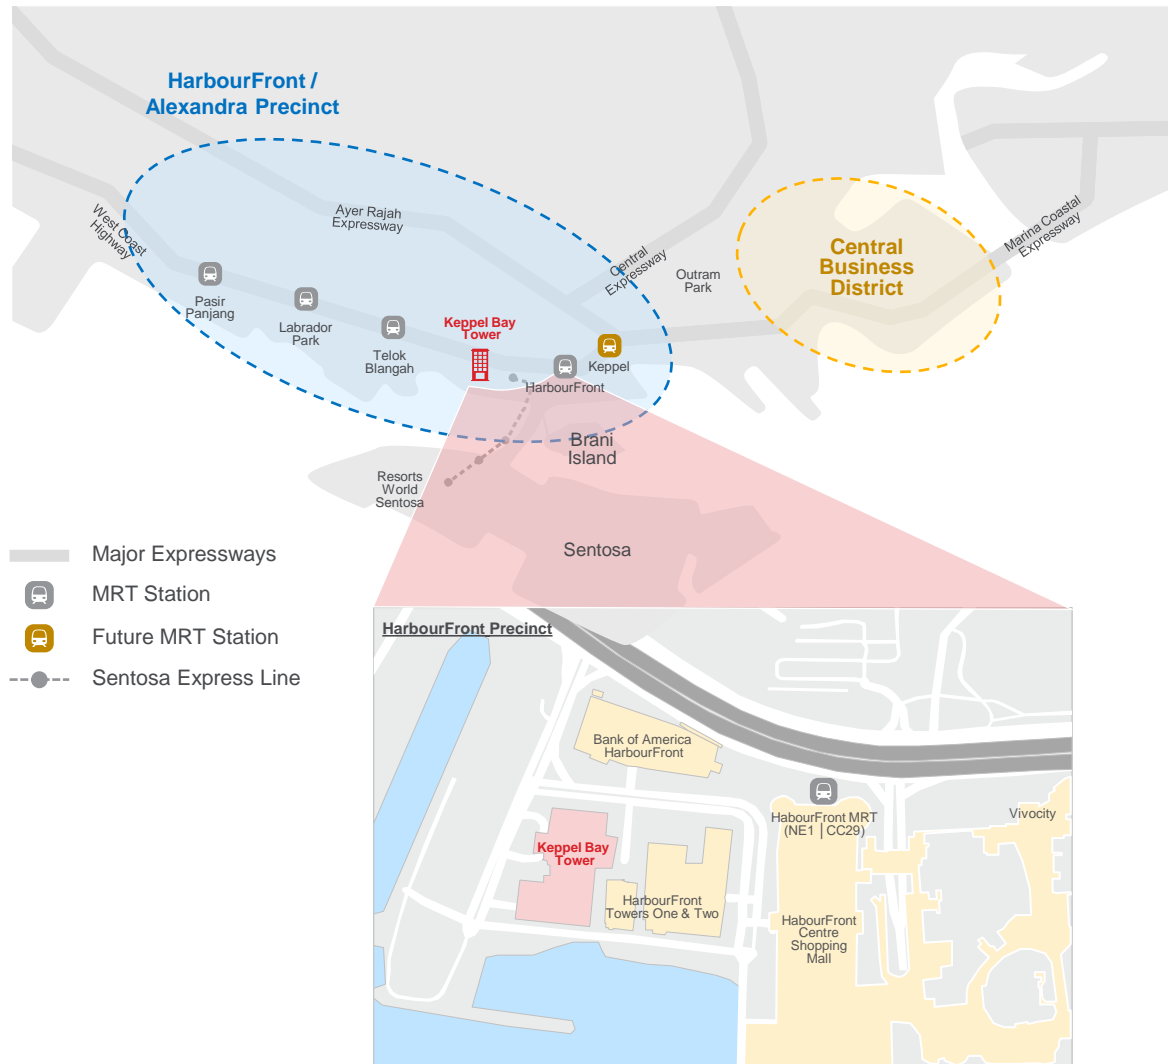 HarbourFront /
Alexandra Precinct
Ayer Rajah
Expressway
West Coast
Highway
Pasir
Panjang
Labrador
Park
Telok
Blangah
Keppel Bay
Tower
HarbourFront
Keppel
Central
Expressway
Outram
Park
Central
Business
District
Marina Coastal
Expressway
Brani
Island
Resorts
World
Sentosa
Sentosa
Major Expressways
MRT Station
Future MRT Station
Sentosa Express Line
HarbourFront Precinct
Bank of America
HarbourFront
HabourFront MRT
(NE1 | CC29)
Vivocity
Keppel Bay
Tower
HarbourFront
Towers One & Two
HabourFront
Centre
Shopping
Mall